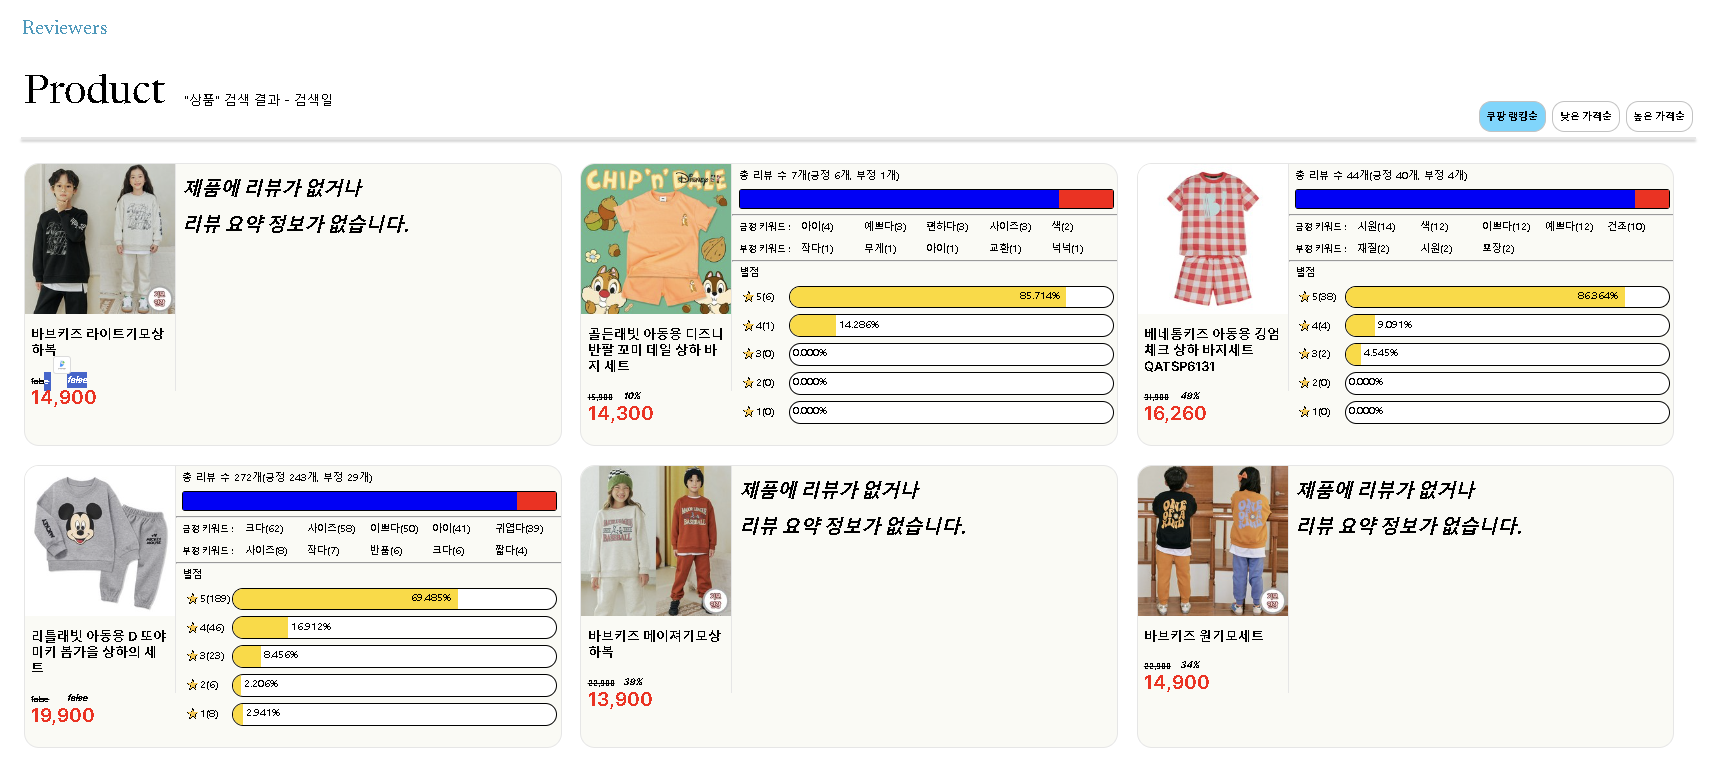 Reviewers
Product
"상품" 검색 결과 - 검색일
쿠팡 랭킹순
낮은 가격순
높은 가격순
제품에 리뷰가 없거나
리뷰 요약 정보가 없습니다.
바브키즈 라이트기모상
하복
false false
14,900
CHIP 'n' DALE
Disney
총 리뷰 수 7개(긍정 6개, 부정 1개)
긍정 키워드 : 아이(4) 예쁘다(3) 편하다(3) 사이즈(3) 색(2)
부정 키워드 : 작다(1) 무게(1) 아이(1) 교환(1) 넉넉(1)
별점
5(6) 85.714%
4(1) 14.286%
3(0) 0.000%
2(0) 0.000%
1(0) 0.000%
골든래빗 아동용 디즈니
반팔 꼬미 데일 상하 바
지 세트
15,900 10%
14,300
총 리뷰 수 44개(긍정 40개, 부정 4개)
긍정 키워드 : 시원(14) 색(12) 이쁘다(12) 예쁘다(12) 건조(10)
부정 키워드 : 재질(2) 시원(2) 포장(2)
별점
5(38) 86.364%
4(4) 9.091%
3(2) 4.545%
2(0) 0.000%
1(0) 0.000%
베네통키즈 아동용 깅엄
체크 상하 바지세트
QATSP6131
31,900 49%
16,260
총 리뷰 수 272개(긍정 243개, 부정 29개)
긍정 키워드 : 크다(62) 사이즈(58) 이쁘다(50) 아이(41) 귀엽다(39)
부정 키워드 : 사이즈(8) 작다(7) 반품(6) 크다(6) 짧다(4)
별점
5(189) 69.485%
4(46) 16.912%
3(23) 8.456%
2(6) 2.206%
1(8) 2.941%
리틀래빗 아동용 D 또야
미키 봄가을 상하의 세
트
false false
19,900
제품에 리뷰가 없거나
리뷰 요약 정보가 없습니다.
BASEBALL
BASEBALL
바브키즈 메이져기모상
하복
22,900 39%
13,900
제품에 리뷰가 없거나
리뷰 요약 정보가 없습니다.
바브키즈 원기모세트
22,900 34%
14,900